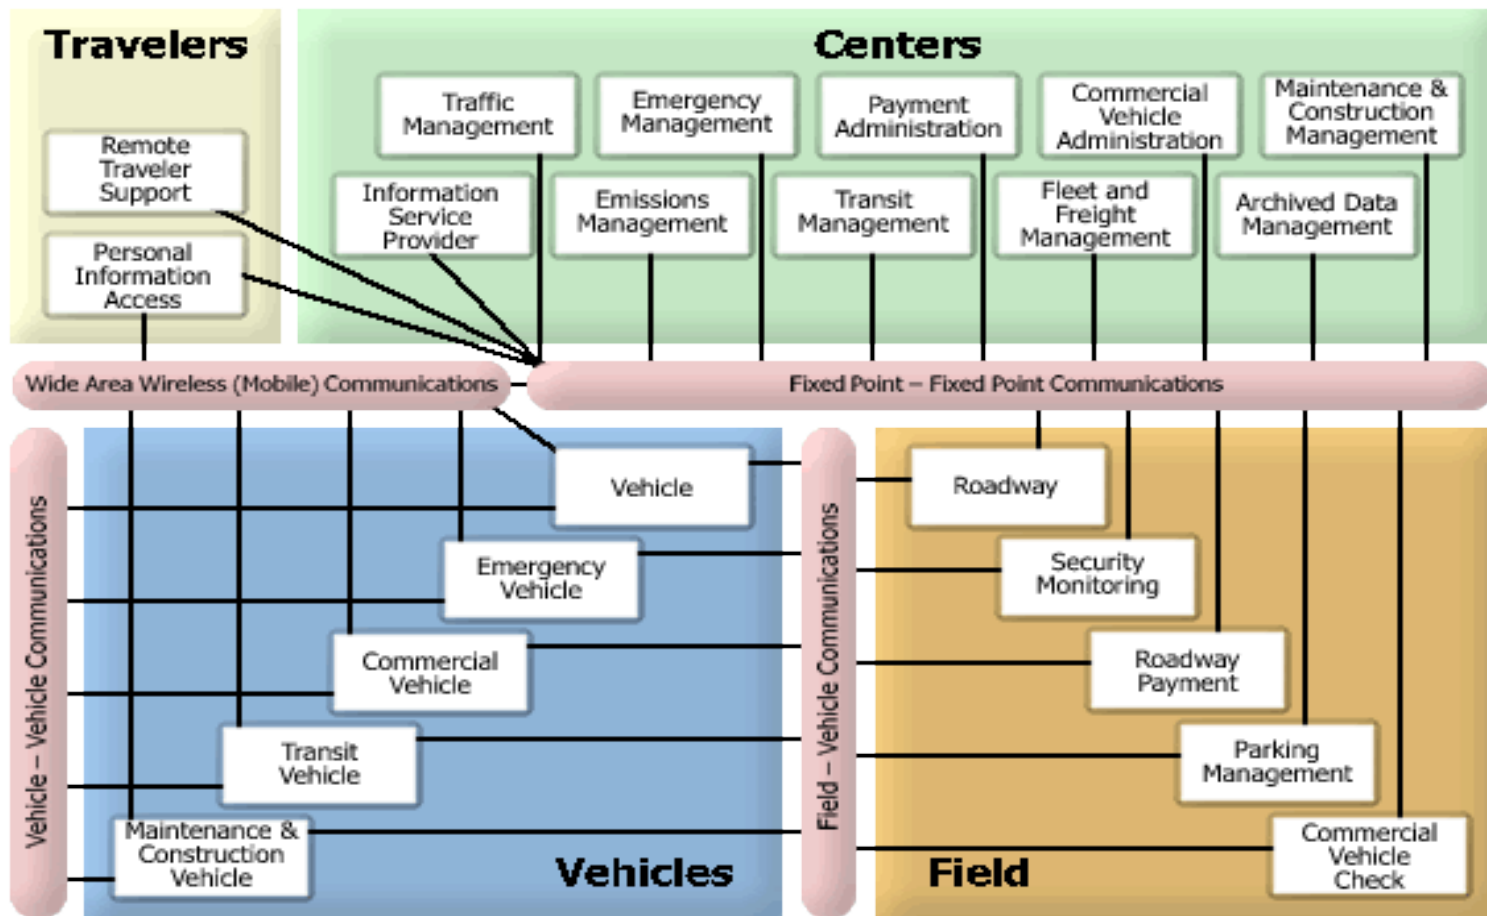 Travelers
Centers
Traffic
Management
Emergency
Management
Payment
Administration
Commercial
Vehicle
Administration
Maintenance &
Construction
Management
Remote
Traveler
Support
Information
Service
Provider
Emissions
Management
Transit
Management
Fleet and
Freight
Management
Archived Data
Management
Personal
Information
Access
Wide Area Wireless (Mobile) Communications
Fixed Point – Fixed Point Communications
Vehicle – Vehicle Communications
Vehicle
Emergency
Vehicle
Commercial
Vehicle
Transit
Vehicle
Maintenance &
Construction
Vehicle
Vehicles
Field – Vehicle Communications
Roadway
Security
Monitoring
Roadway
Payment
Parking
Management
Commercial
Vehicle
Check
Field